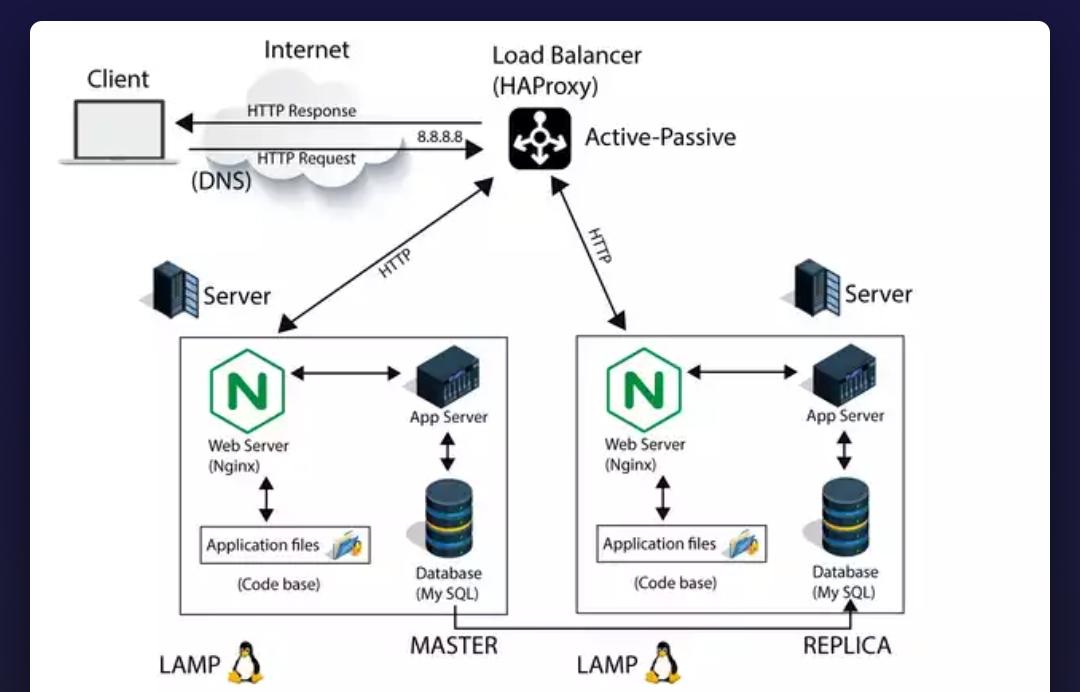 Internet
Client
Load Balancer
(HAProxy)
HTTP Response
8.8.8.8
Active-Passive
HTTP Request
(DNS)
HTTP
HTTP
Server
Server
N
App Server
Web Server
(Nginx)
Application files
(Code base)
Database
(My SQL)
N
App Server
Web Server
(Nginx)
Application files
(Code base)
Database
(My SQL)
MASTER
REPLICA
LAMP
LAMP